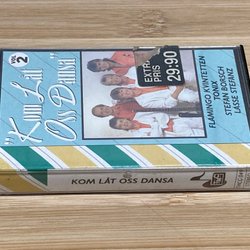 VOL 2
"Kom Låt
Oss Dansa"
EXTRA
PRIS
29:90
FLAMINGO KVINTETTEN
TONIX
STEFAN BORSCH
LASSE STEFANZ
KOM LÅT OSS DANSA